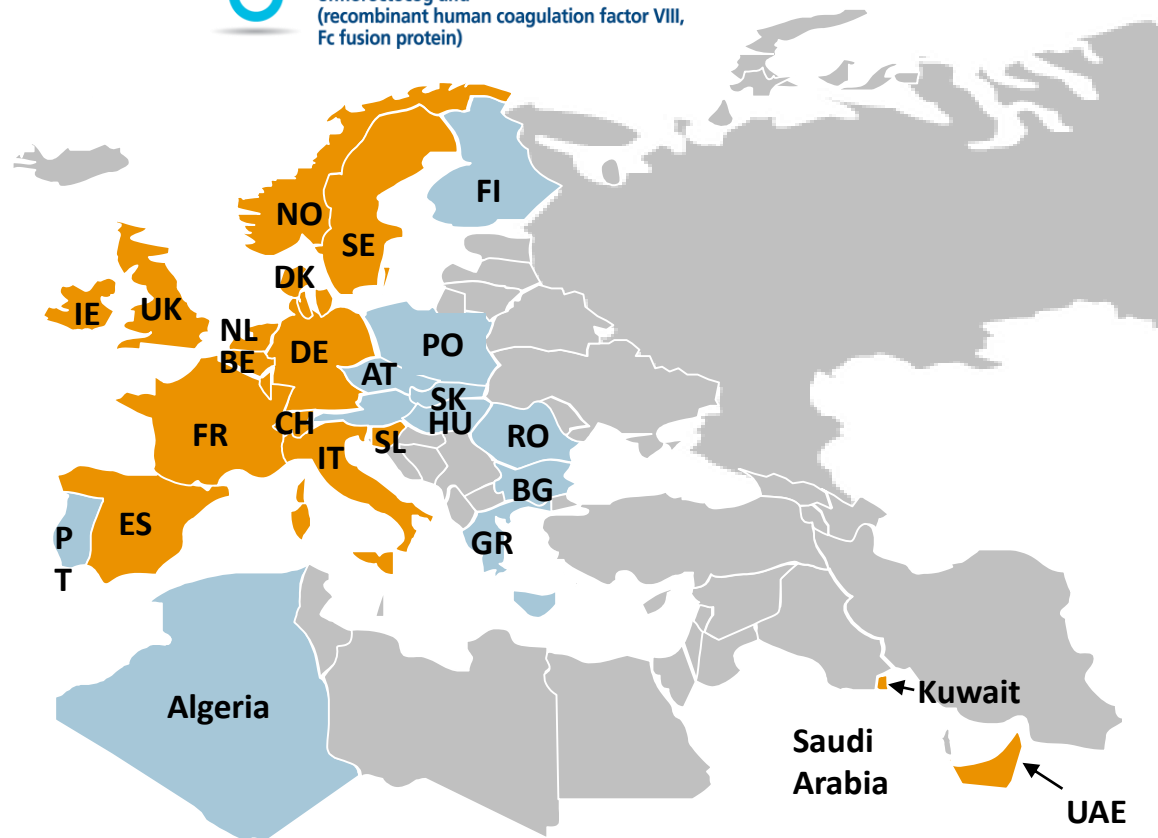 (recombinant human coagulation factor VIII,
Fc fusion protein)
FI
NO
SE
DK
IE
UK
NL
BE
DE
PO
AT
SK
HU
CH
FR
IT
SL
RO
BG
P
T
ES
GR
Algeria
Kuwait
Saudi
Arabia
UAE